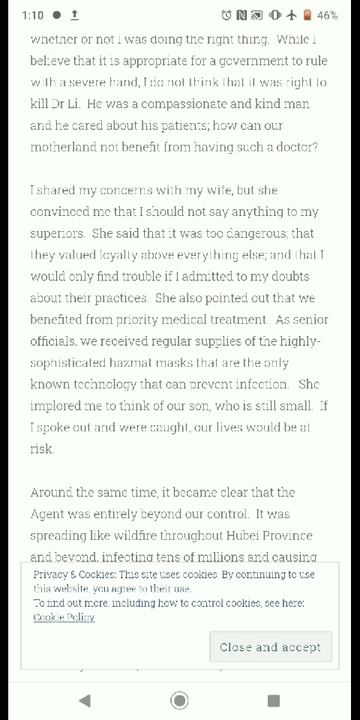 1:10
46%
whether or not I was doing the right thing. While I
believe that it is appropriate for a government to rule
with a severe hand, I do not think that it was right to
kill Dr Li. He was a compassionate and kind man
and he cared about his patients; how can our
motherland not benefit from having such a doctor?
I shared my concerns with my wife, but she
convinced me that I should not say anything to my
superiors. She said that it was too dangerous; that
they valued loyalty above everything else; and that I
would only find trouble if I admitted to my doubts
about their practices. She also pointed out that we
benefited from priority medical treatment. As senior
officials, we received regular supplies of the highly-
sophisticated hazmat masks that are the only
known technology that can prevent infection. She
implored me to think of our son, who is still small. If
I spoke out and were caught, our lives would be at
risk.
Around the same time, it became clear that the
Agent was entirely beyond our control. It was
spreading like wildfire throughout Hubei Province
and beyond, infecting tens of millions and causing
Privacy & Cookies: This site uses cookies. By continuing to use
this website, you agree to their use.
To find out more, including how to control cookies, see here:
Cookie Policy
Close and accept